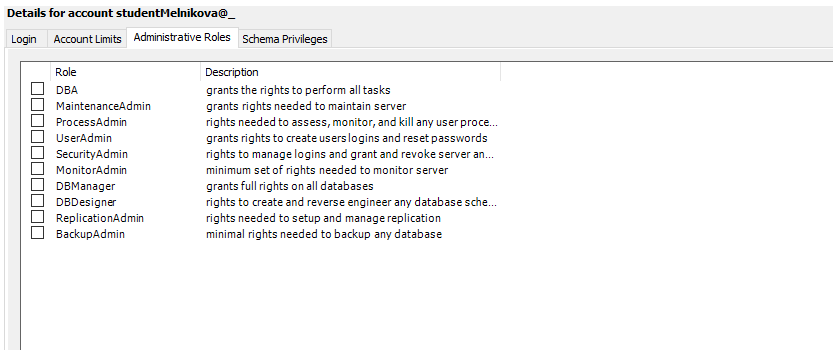 Details for account studentMelnikova@_
Login Account Limits Administrative Roles Schema Privileges
Role Description
DBA grants the rights to perform all tasks
MaintenanceAdmin grants rights needed to maintain server
ProcessAdmin rights needed to assess, monitor, and kill any user proce...
UserAdmin grants rights to create users logins and reset passwords
SecurityAdmin rights to manage logins and grant and revoke server an...
MonitorAdmin minimum set of rights needed to monitor server
DBManager grants full rights on all databases
DBDesigner rights to create and reverse engineer any database sche...
ReplicationAdmin rights needed to setup and manage replication
BackupAdmin minimal rights needed to backup any database